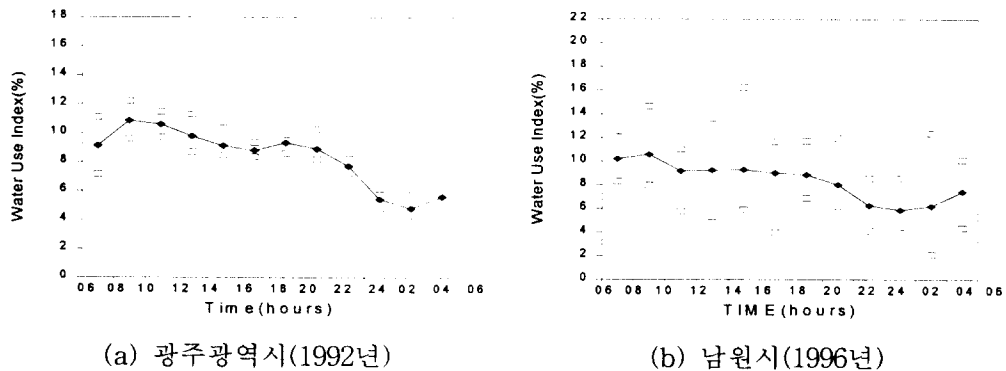 18
16
14
12
10
8
6
4
2
0
Water Use Index(%)
06 08 10 12 14 16 18 20 22 24 02 04 06
Time(hours)
(a) 광주광역시(1992년)
22
20
18
16
14
12
10
8
6
4
2
0
Water Use Index(%)
06 08 10 12 14 16 18 20 22 24 02 04 06
TIME(hours)
(b) 남원시(1996년)